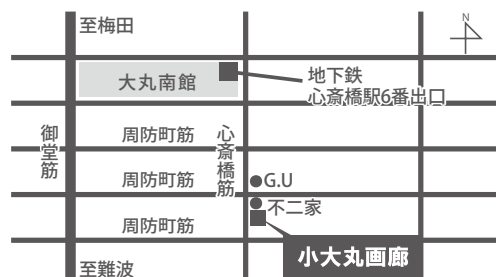 至梅田
N
大丸南館
地下鉄
心斎橋駅6番出口
御堂筋
周防町筋
心斎橋筋
周防町筋
G.U
不二家
周防町筋
小大丸画廊
至難波